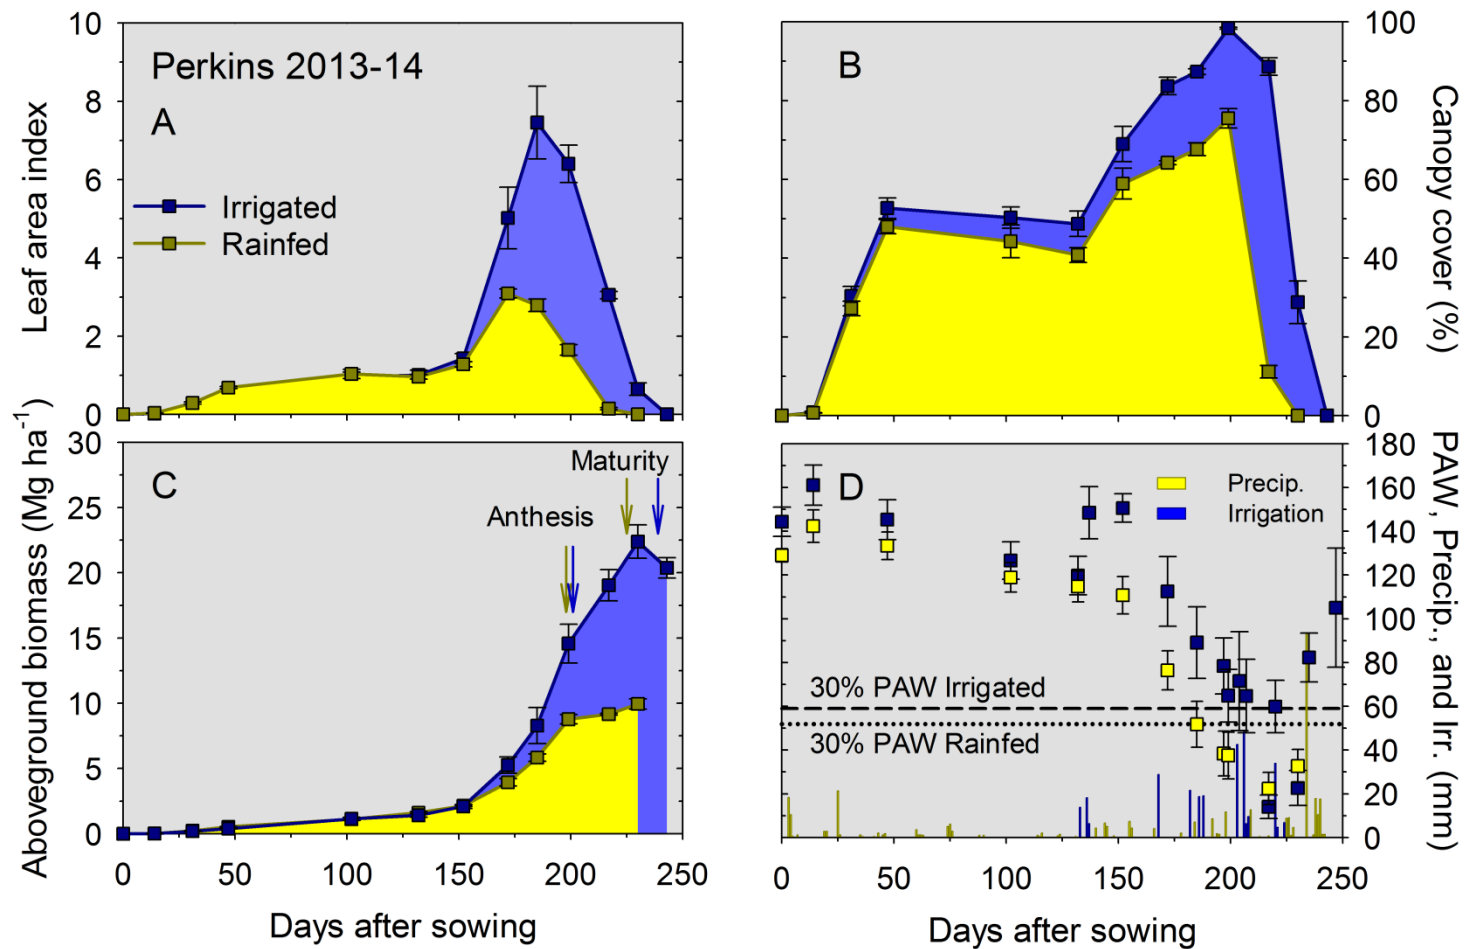 Perkins 2013-14
A
Irrigated
Rainfed
Leaf area index
10
8
6
4
2
0
B
Canopy cover (%)
100
80
60
40
20
0
C
Maturity
Anthesis
Aboveground biomass (Mg ha⁻¹)
30
25
20
15
10
5
0
0 50 100 150 200 250
Days after sowing
D
Precip.
Irrigation
30% PAW Irrigated
30% PAW Rainfed
PAW, Precip., and Irr. (mm)
180
160
140
120
100
80
60
40
20
0
0 50 100 150 200 250
Days after sowing